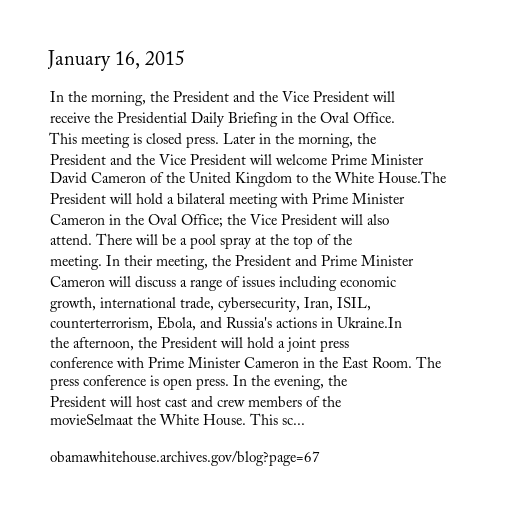 January 16, 2015
In the morning, the President and the Vice President will
receive the Presidential Daily Briefing in the Oval Office.
This meeting is closed press. Later in the morning, the
President and the Vice President will welcome Prime Minister
David Cameron of the United Kingdom to the White House.The
President will hold a bilateral meeting with Prime Minister
Cameron in the Oval Office; the Vice President will also
attend. There will be a pool spray at the top of the
meeting. In their meeting, the President and Prime Minister
Cameron will discuss a range of issues including economic
growth, international trade, cybersecurity, Iran, ISIL,
counterterrorism, Ebola, and Russia's actions in Ukraine.In
the afternoon, the President will hold a joint press
conference with Prime Minister Cameron in the East Room. The
press conference is open press. In the evening, the
President will host cast and crew members of the
movieSelmaat the White House. This sc...
obamawhitehouse.archives.gov/blog?page=67